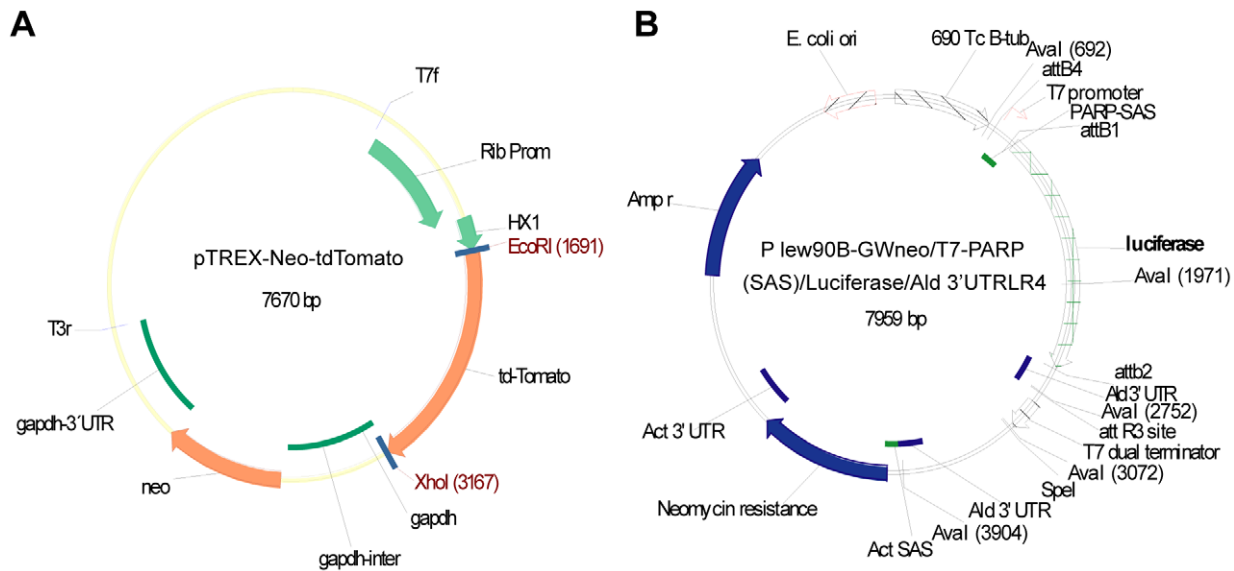 A
T7f
Rib Prom
HX1
EcoRI (1691)
pTREX-Neo-tdTomato
7670 bp
T3r
td-Tomato
gapdh-3´UTR
neo
XhoI (3167)
gapdh
gapdh-inter
B
E. coli ori
690 Tc B-tub
AvaI (692)
attB4
T7 promoter
PARP-SAS
attB1
Amp r
P lew90B-GWneo/T7-PARP
(SAS)/Luciferase/Ald 3'UTRLR4
7959 bp
luciferase
AvaI (1971)
attb2
Ald 3' UTR
AvaI (2752)
att R3 site
T7 dual terminator
AvaI (3072)
SpeI
Act 3' UTR
Neomycin resistance
Ald 3' UTR
AvaI (3904)
Act SAS